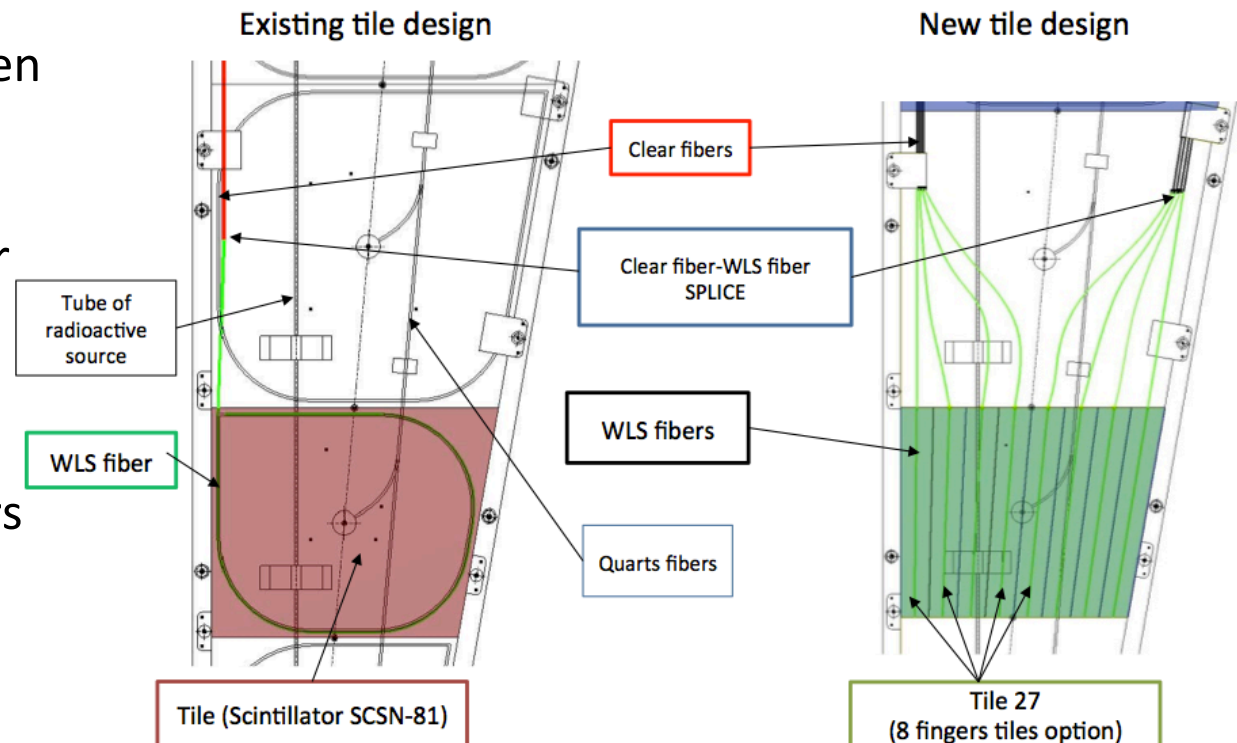 Existing tile design
New tile design
en
r
rs
Clear fibers
Clear fiber-WLS fiber
SPLICE
Tube of
radioactive
source
WLS fibers
WLS fiber
Quarts fibers
Tile (Scintillator SCSN-81)
Tile 27
(8 fingers tiles option)